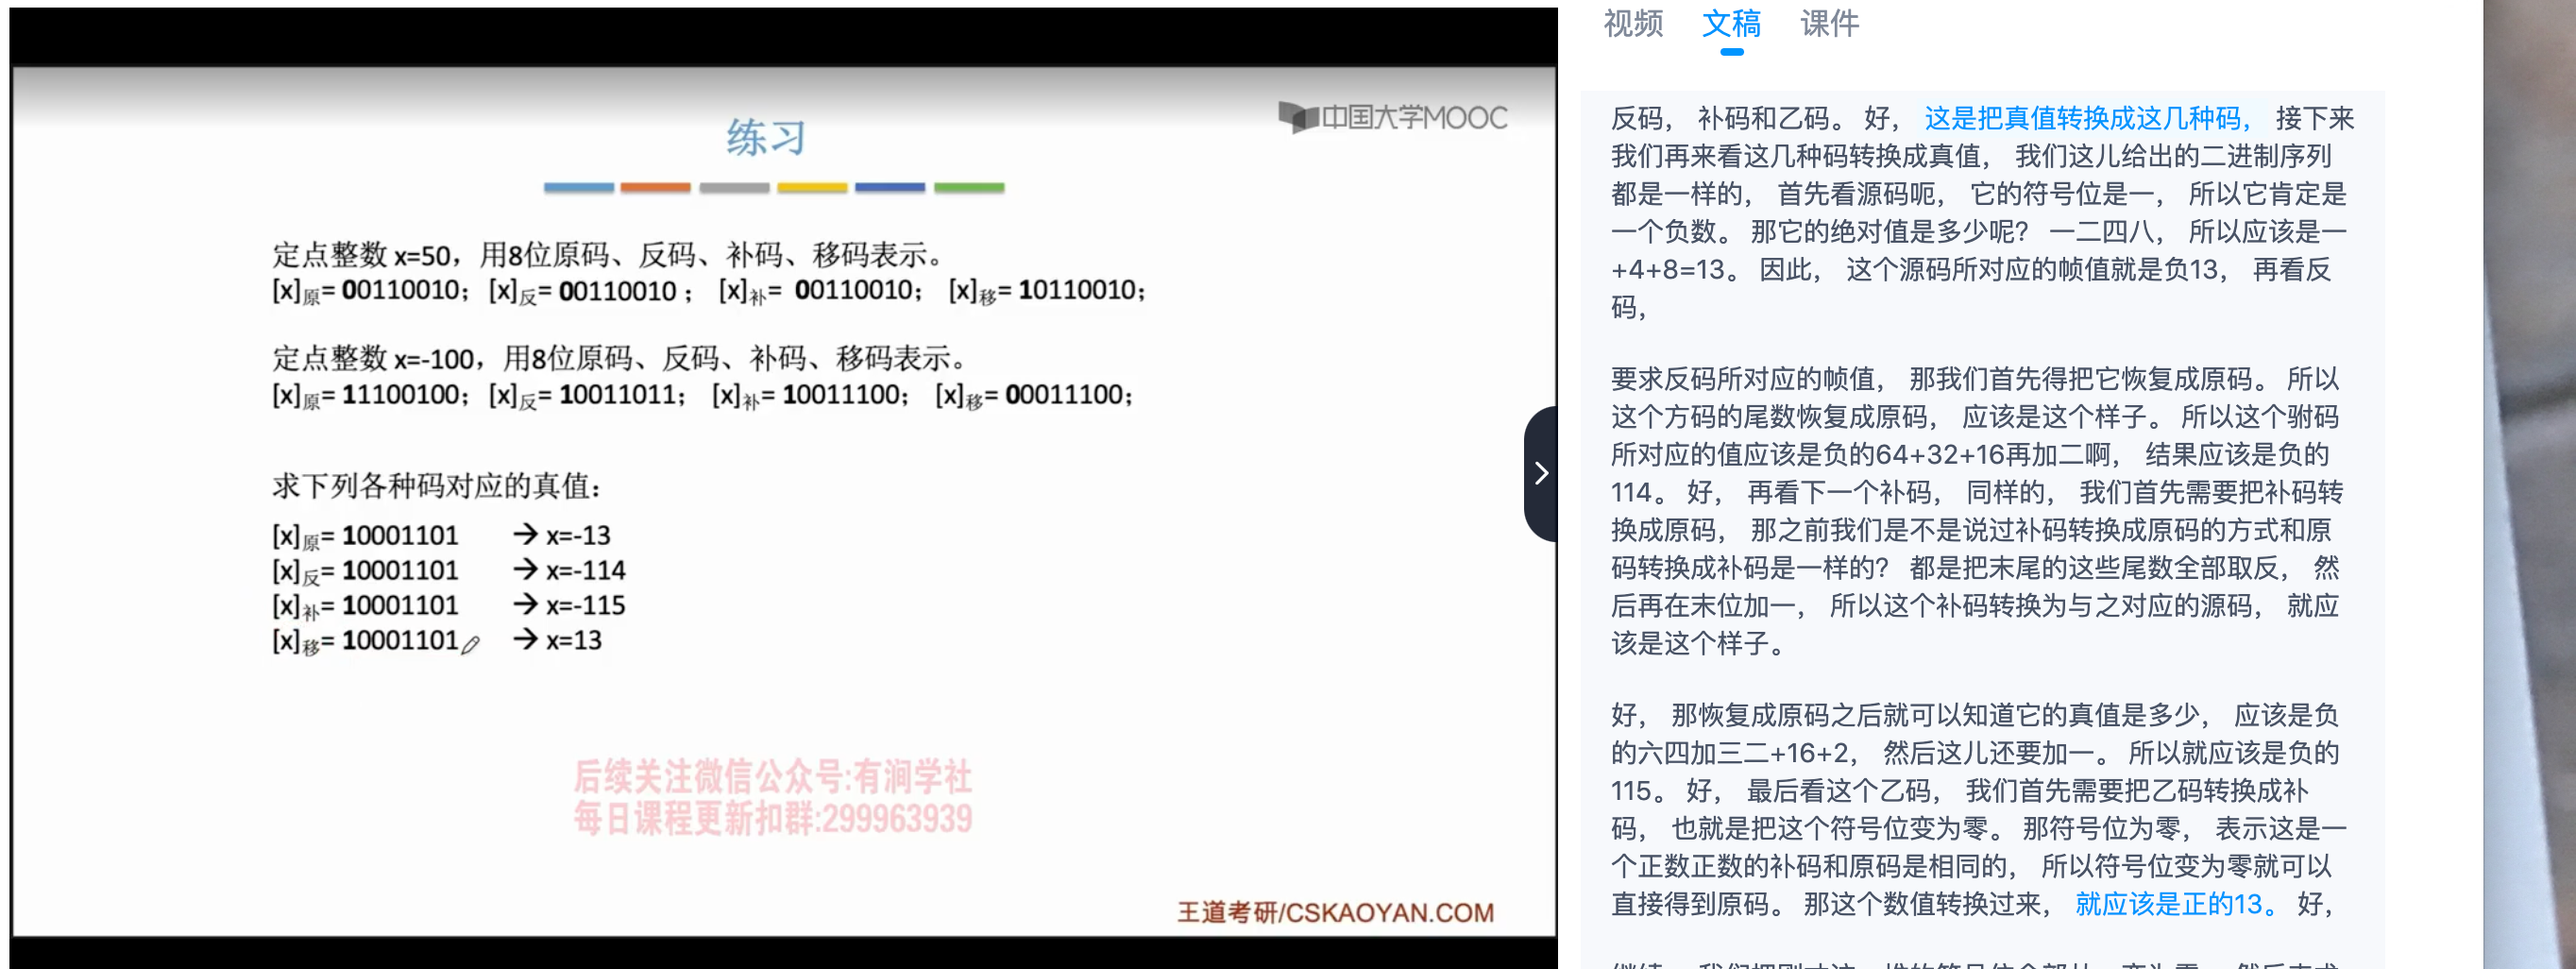 中国大学MOOC
练习
定点整数 x=50，用8位原码、反码、补码、移码表示。
[x]原= 00110010； [x]反= 00110010； [x]补= 00110010； [x]移= 10110010；
定点整数 x=-100，用8位原码、反码、补码、移码表示。
[x]原= 11100100； [x]反= 10011011； [x]补= 10011100； [x]移= 00011100；
求下列各种码对应的真值：
[x]原= 10001101 → x=-13
[x]反= 10001101 → x=-114
[x]补= 10001101 → x=-115
[x]移= 10001101 → x=13
后续关注微信公众号:有涧学社
每日课程更新扣群:299963939
王道考研/CSKAOYAN.COM
视频 文稿 课件
反码， 补码和乙码。 好， 这是把真值转换成这几种码， 接下来
我们再来看这几种码转换成真值， 我们这儿给出的二进制序列
都是一样的， 首先看源码呃， 它的符号位是一， 所以它肯定是
一个负数。 那它的绝对值是多少呢？ 一二四八， 所以应该是一
+4+8=13。 因此， 这个源码所对应的帧值就是负13， 再看反
码，
要求反码所对应的帧值， 那我们首先得把它恢复成原码。 所以
这个方码的尾数恢复成原码， 应该是这个样子。 所以这个驸码
所对应的值应该是负的64+32+16再加二啊， 结果应该是负的
114。 好， 再看下一个补码， 同样的， 我们首先需要把补码转
换成原码， 那之前我们是不是说过补码转换成原码的方式和原
码转换成补码是一样的？ 都是把末尾的这些尾数全部取反， 然
后再在末位加一， 所以这个补码转换为与之对应的源码， 就应
该是这个样子。
好， 那恢复成原码之后就可以知道它的真值是多少， 应该是负
的六四加三二+16+2， 然后这儿还要加一。 所以就应该是负的
115。 好， 最后看这个乙码， 我们首先需要把乙码转换成补
码， 也就是把这个符号位变为零。 那符号位为零， 表示这是一
个正数正数的补码和原码是相同的， 所以符号位变为零就可以
直接得到原码。 那这个数值转换过来， 就应该是正的13。 好，